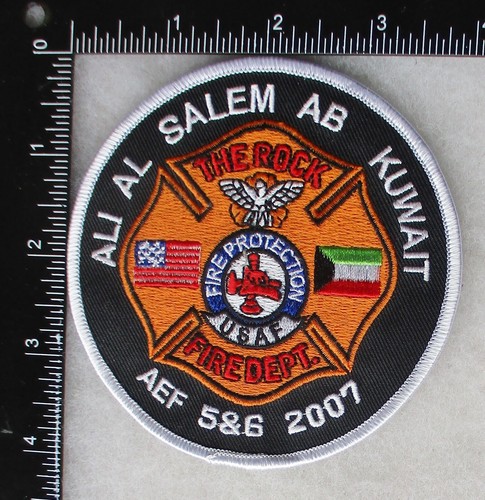 0 1 2 3 4
1
2
3
4
ALI AL SALEM AB KUWAIT
THE ROCK
FIRE PROTECTION
USAF
FIRE DEPT.
AEF 5&6 2007